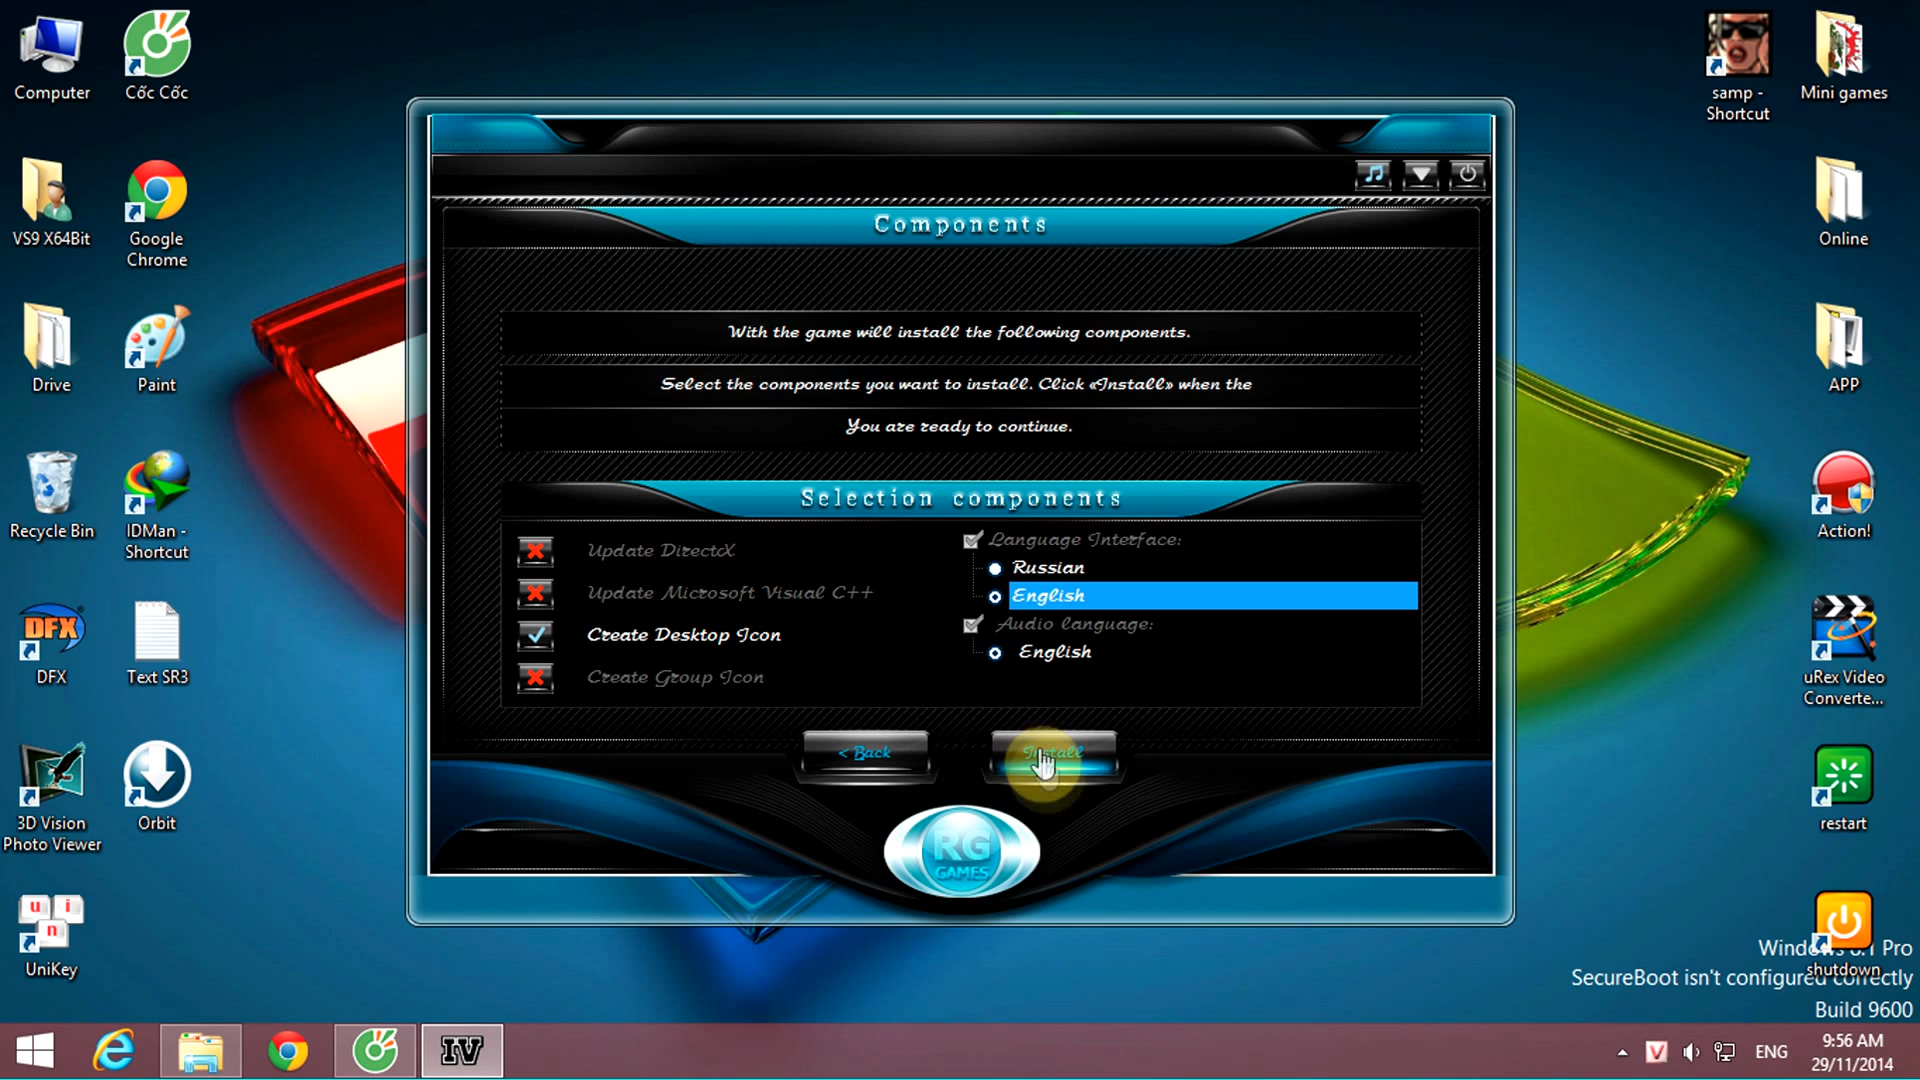 Computer
Cốc Cốc
VS9 X64Bit
Google
Chrome
Drive
Paint
Recycle Bin
IDMan -
Shortcut
DFX
DFX
Text SR3
3D Vision
Photo Viewer
Orbit
u i
n
UniKey
Components
With the game will install the following components.
Select the components you want to install. Click «Install» when the
You are ready to continue.
Selection components
Update DirectX
Update Microsoft Visual C++
Create Desktop Icon
Create Group Icon
Language Interface:
Russian
English
Audio language:
English
< Back
Install
RG
GAMES
samp -
Shortcut
Mini games
Online
APP
Action!
uRex Video
Converte...
restart
shutdown
Windows 8.1 Pro
SecureBoot isn't configured correctly
Build 9600
IV
V
ENG
9:56 AM
29/11/2014